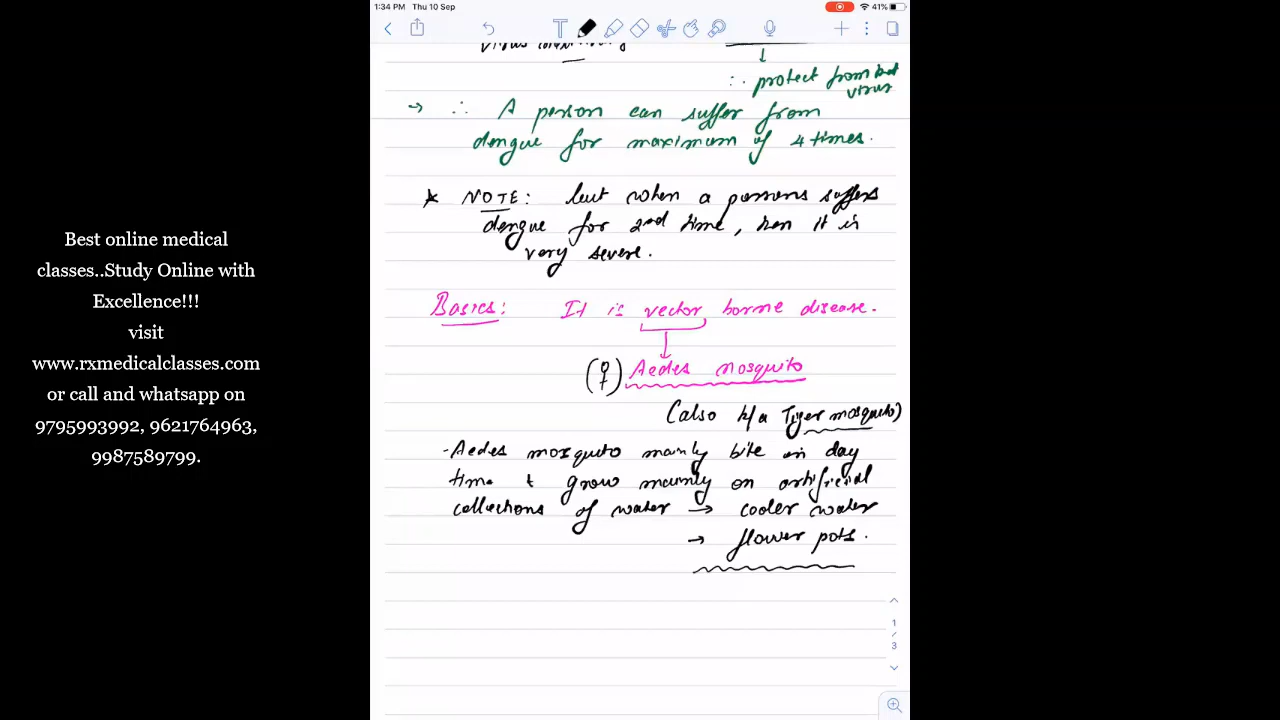 1:34 PM Thu 10 Sep
41%
virus
∴ protect from that
virus
→ ∴ A person can suffer from
dengue for maximum of 4 times.
* NOTE: but when a persons suffers
dengue for 2nd time, then it is
very severe.
Basics: It is vector borne disease.
(♀) Aedes Mosquito
(also k/a Tiger mosquito)
- Aedes mosquito mainly bite in day
time & grow mainly on artificial
collections of water → cooler water
→ flower pots.
1
3
Best online medical
classes..Study Online with
Excellence!!!
visit
www.rxmedicalclasses.com
or call and whatsapp on
9795993992, 9621764963,
9987589799.